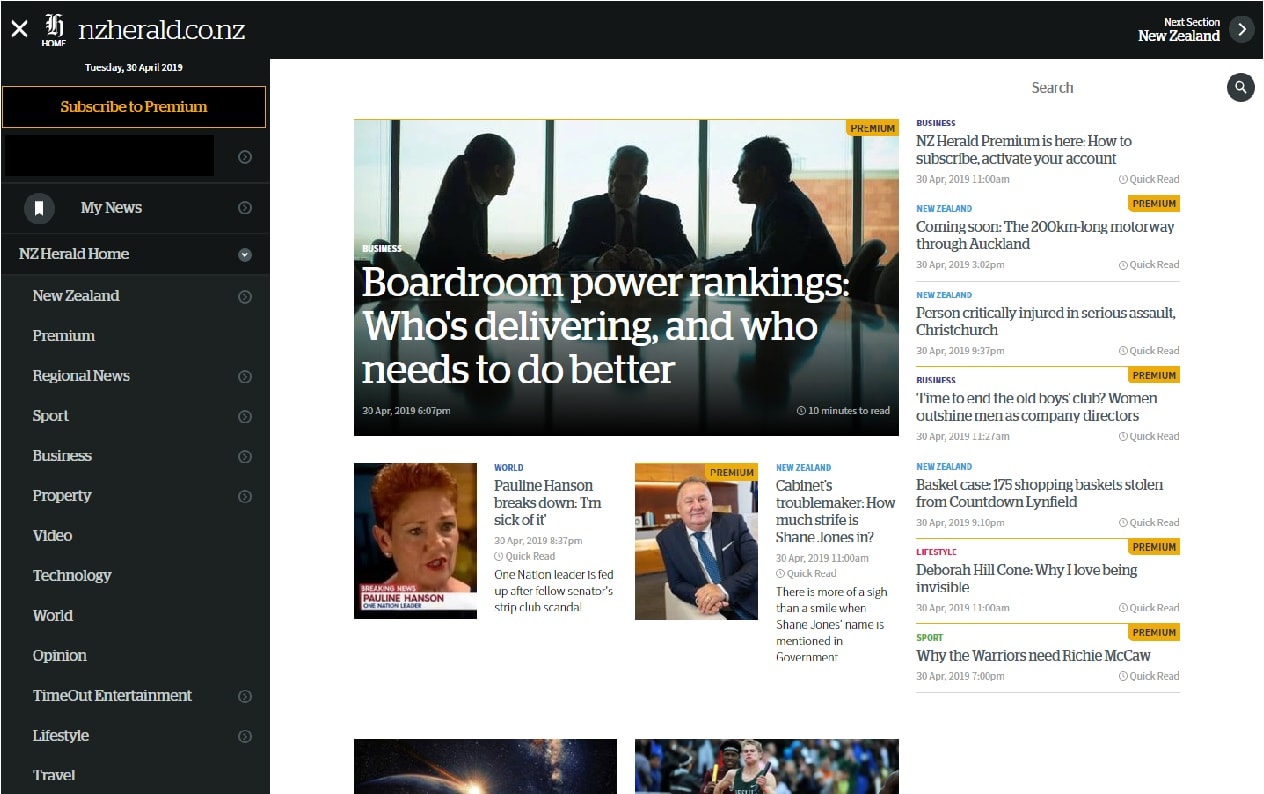 nzherald.co.nz
HOME
Next Section
New Zealand
Tuesday, 30 April 2019
Subscribe to Premium
My News
NZ Herald Home
New Zealand
Premium
Regional News
Sport
Business
Property
Video
Technology
World
Opinion
TimeOut Entertainment
Lifestyle
Travel
Search
PREMIUM
BUSINESS
Boardroom power rankings:
Who's delivering, and who
needs to do better
30 Apr, 2019 6:07pm
10 minutes to read
WORLD
Pauline Hanson
breaks down: 'I'm
sick of it'
30 Apr, 2019 8:37pm
Quick Read
One Nation leader is fed
up after fellow senator's
strip club scandal
BREAKING NEWS
PAULINE HANSON
ONE NATION LEADER
PREMIUM
NEW ZEALAND
Cabinet's
troublemaker: How
much strife is
Shane Jones in?
30 Apr, 2019 11:00am
Quick Read
There is more of a sigh
than a smile when
Shane Jones' name is
mentioned in
Government
BUSINESS
NZ Herald Premium is here: How to
subscribe, activate your account
30 Apr, 2019 11:00am
Quick Read
PREMIUM
NEW ZEALAND
Coming soon: The 200km-long motorway
through Auckland
30 Apr, 2019 3:02pm
Quick Read
NEW ZEALAND
Person critically injured in serious assault,
Christchurch
30 Apr, 2019 9:37pm
Quick Read
PREMIUM
BUSINESS
'Time to end the old boys' club? Women
outshine men as company directors
30 Apr, 2019 11:27am
Quick Read
NEW ZEALAND
Basket case: 175 shopping baskets stolen
from Countdown Lynfield
30 Apr, 2019 9:10pm
Quick Read
PREMIUM
LIFESTYLE
Deborah Hill Cone: Why I love being
invisible
30 Apr, 2019 11:00am
Quick Read
PREMIUM
SPORT
Why the Warriors need Richie McCaw
30 Apr, 2019 7:00pm
Quick Read